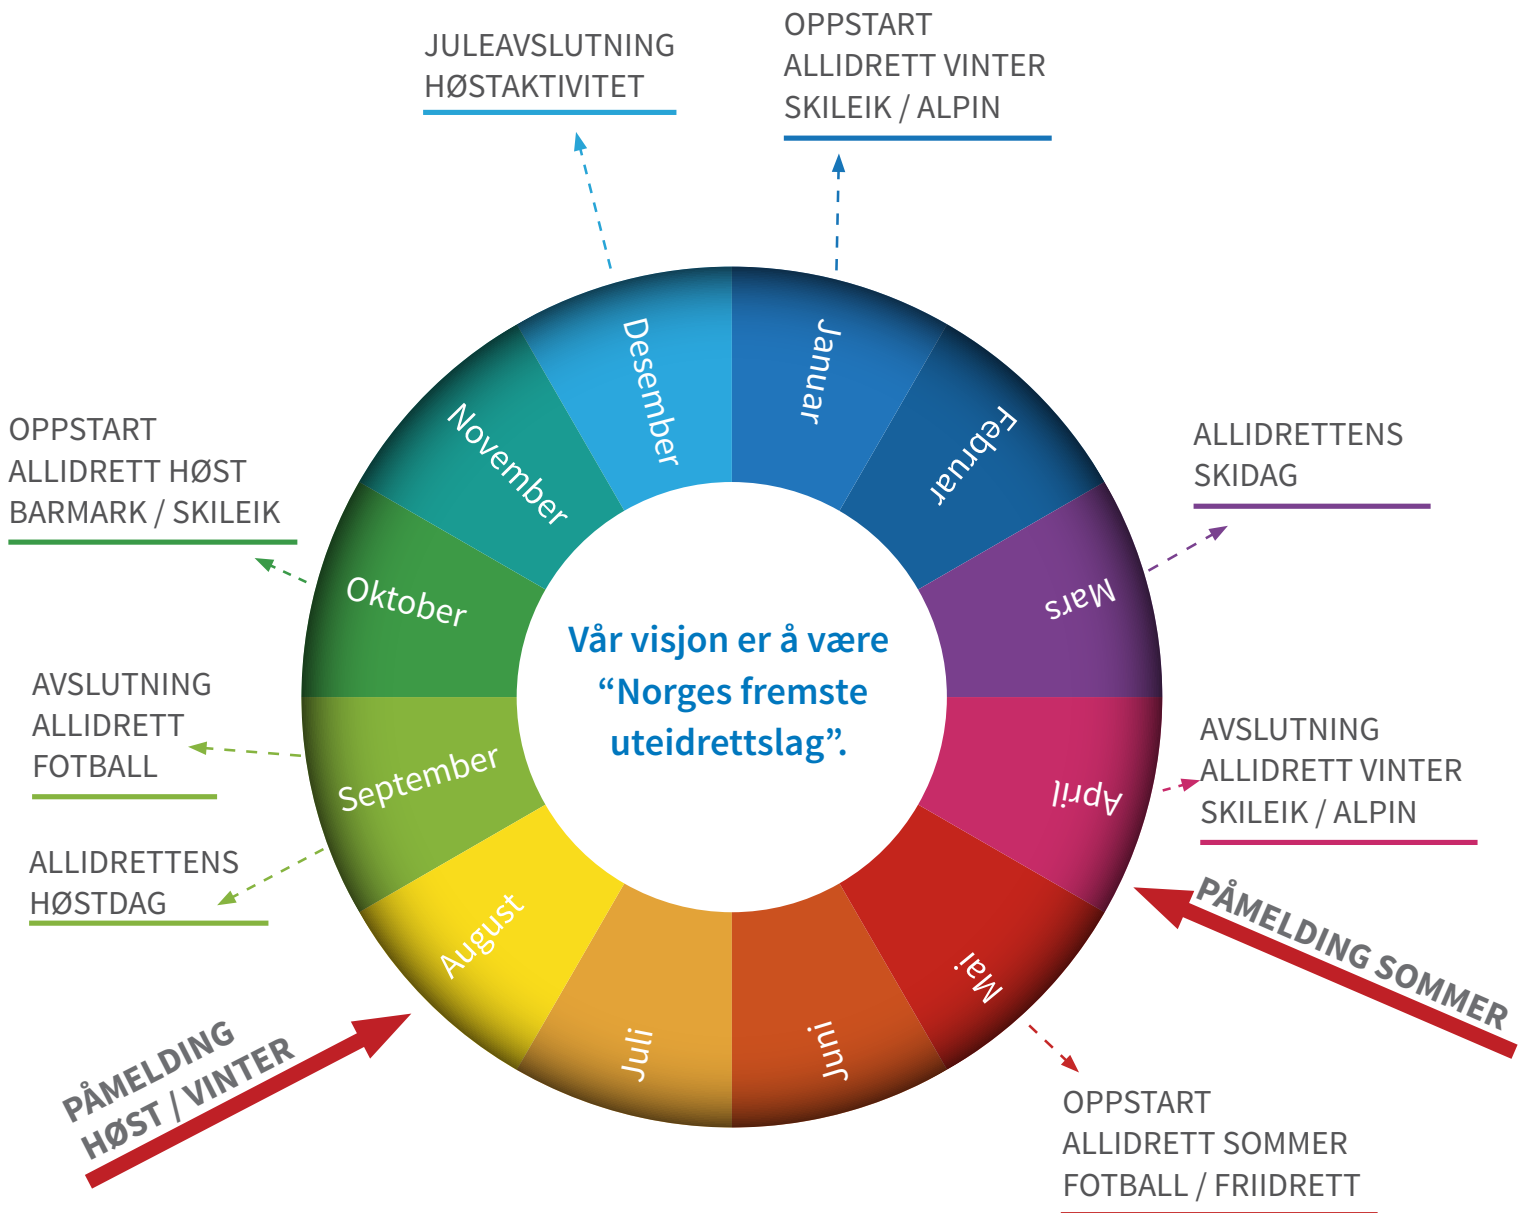 JULEAVSLUTNING
HØSTAKTIVITET
OPPSTART
ALLIDRETT VINTER
SKILEIK / ALPIN
Januar
Februar
Mars
April
Mai
Juni
Juli
August
September
Oktober
November
Desember
Vår visjon er å være
“Norges fremste
uteidrettslag”.
ALLIDRETTENS
SKIDAG
AVSLUTNING
ALLIDRETT VINTER
SKILEIK / ALPIN
PÅMELDING SOMMER
OPPSTART
ALLIDRETT SOMMER
FOTBALL / FRIIDRETT
PÅMELDING
HØST / VINTER
ALLIDRETTENS
HØSTDAG
AVSLUTNING
ALLIDRETT
FOTBALL
OPPSTART
ALLIDRETT HØST
BARMARK / SKILEIK